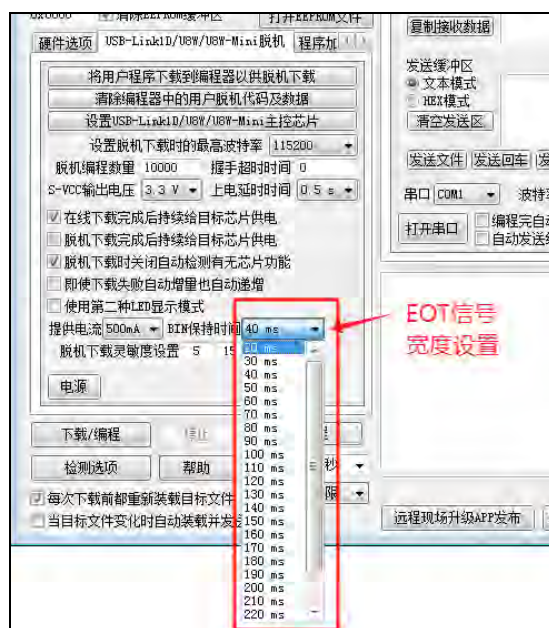 0x0000 清除EEPROM缓冲区 打开EEPROM文件
硬件选项 USB-Link1D/U8W/U8W-Mini脱机 程序加
将用户程序下载到编程器以供脱机下载
清除编程器中的用户脱机代码及数据
设置USB-Link1D/U8W/U8W-Mini主控芯片
设置脱机下载时的最高波特率 115200
脱机编程数量 10000 握手超时时间 0
S-VCC输出电压 3.3 V 上电延时时间 0.5 s
在线下载完成后持续给目标芯片供电
脱机下载完成后持续给目标芯片供电
脱机下载时关闭自动检测有无芯片功能
即使下载失败自动增量也自动递增
使用第二种LED显示模式
提供电流 500mA BIN保持时间 40 ms
脱机下载灵敏度设置 5 15
电源
20 ms
30 ms
40 ms
50 ms
60 ms
70 ms
80 ms
90 ms
100 ms
110 ms
120 ms
130 ms
140 ms
150 ms
160 ms
170 ms
180 ms
190 ms
200 ms
210 ms
220 ms
下载/编程 停止
检测选项 帮助 秒
每次下载前都重新装载目标文件 限
当目标文件变化时自动装载并发
复制接收数据
发送缓冲区
文本模式
HEX模式
清空发送区
发送文件 发送回车 发
串口 COM1 波特率
打开串口 编程完自
自动发送
EOT信号
宽度设置
远程现场升级APP发布